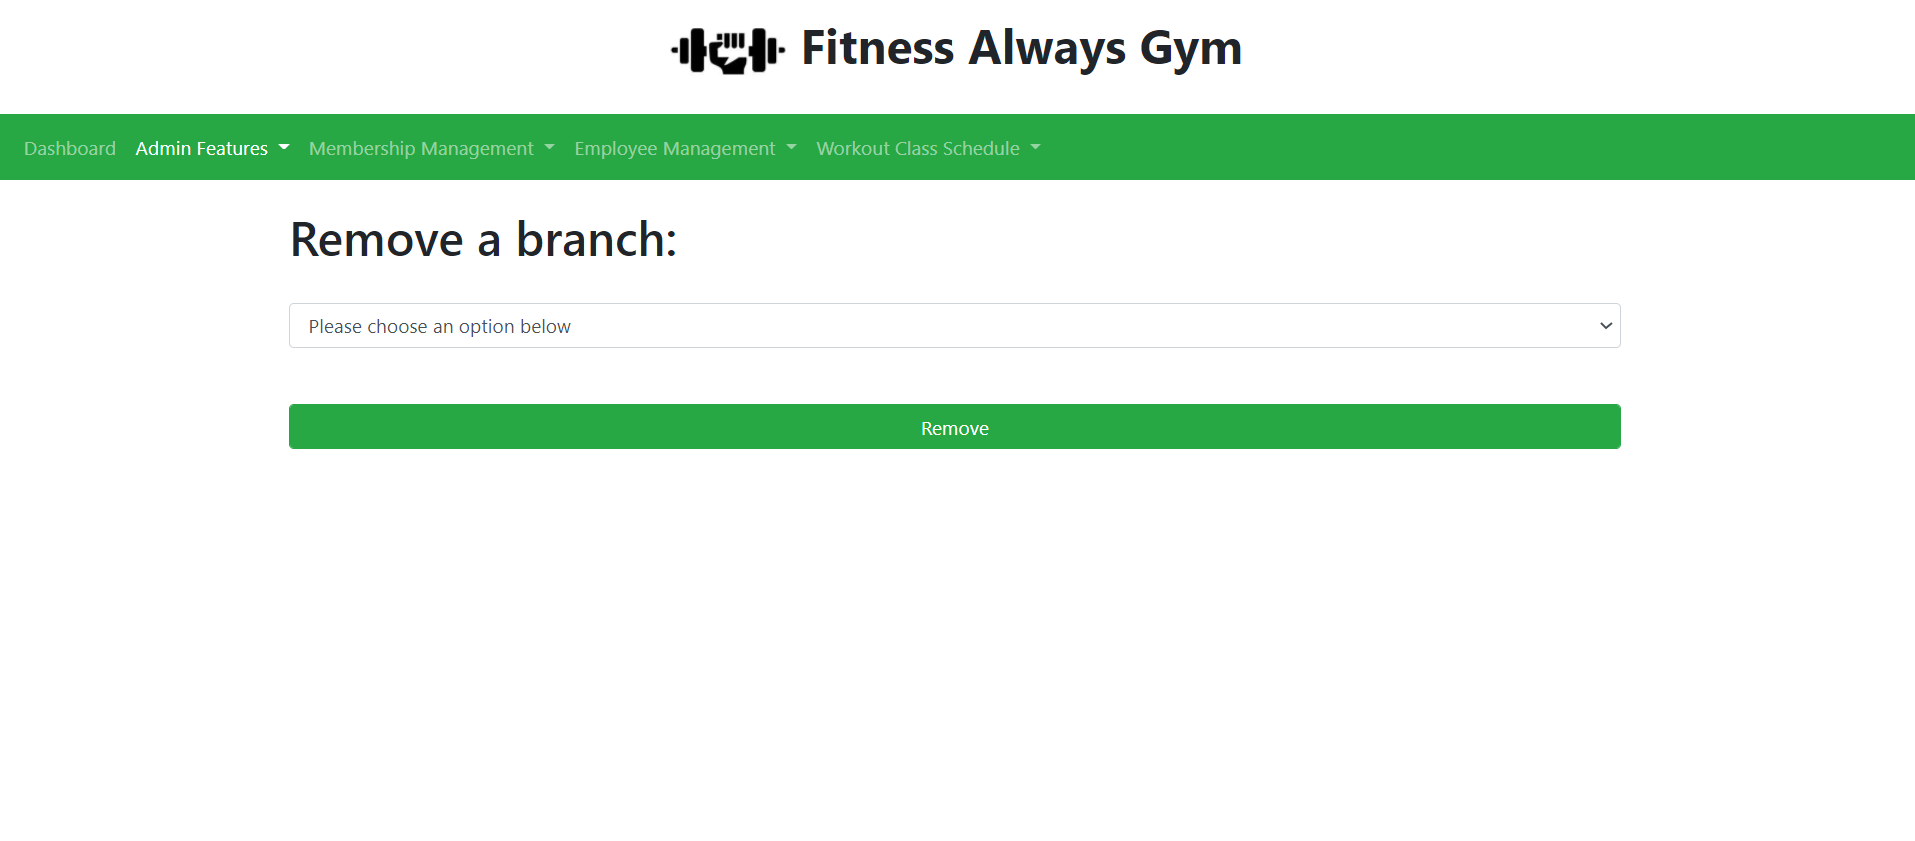 Fitness Always Gym
Dashboard Admin Features Membership Management Employee Management Workout Class Schedule
Remove a branch:
Please choose an option below
Remove